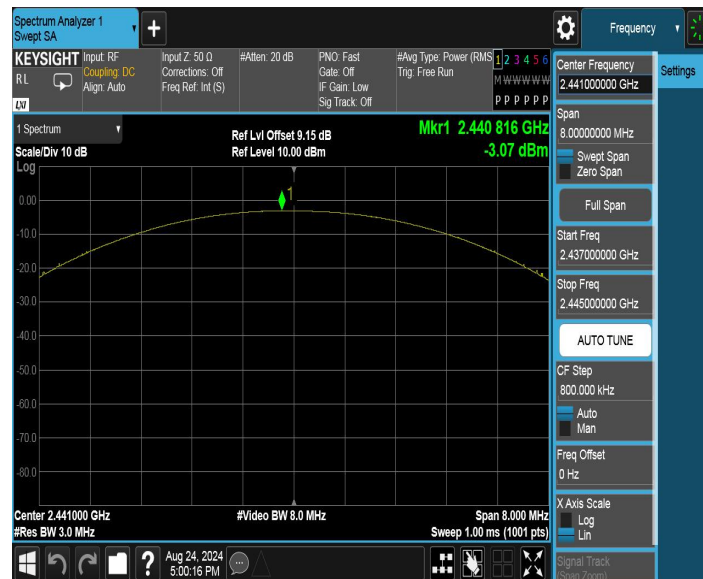 Spectrum Analyzer 1
Swept SA
Frequency
KEYSIGHT
R L
LXI
Input: RF
Coupling: DC
Align: Auto
Input Z: 50 Ω
Corrections: Off
Freq Ref: Int (S)
#Atten: 20 dB
PNO: Fast
Gate: Off
IF Gain: Low
Sig Track: Off
#Avg Type: Power (RMS
Trig: Free Run
1 2 3 4 5 6
M W W W W W
P P P P P P
1 Spectrum
Scale/Div 10 dB
Ref Lvl Offset 9.15 dB
Ref Level 10.00 dBm
Mkr1 2.440 816 GHz
-3.07 dBm
Log
1
0.00
-10.0
-20.0
-30.0
-40.0
-50.0
-60.0
-70.0
-80.0
Center 2.441000 GHz
#Res BW 3.0 MHz
#Video BW 8.0 MHz
Span 8.000 MHz
Sweep 1.00 ms (1001 pts)
Aug 24, 2024
5:00:16 PM
Center Frequency
2.441000000 GHz
Settings
Span
8.00000000 MHz
Swept Span
Zero Span
Full Span
Start Freq
2.437000000 GHz
Stop Freq
2.445000000 GHz
AUTO TUNE
CF Step
800.000 kHz
Auto
Man
Freq Offset
0 Hz
X Axis Scale
Log
Lin
Signal Track
(Span Zoom)